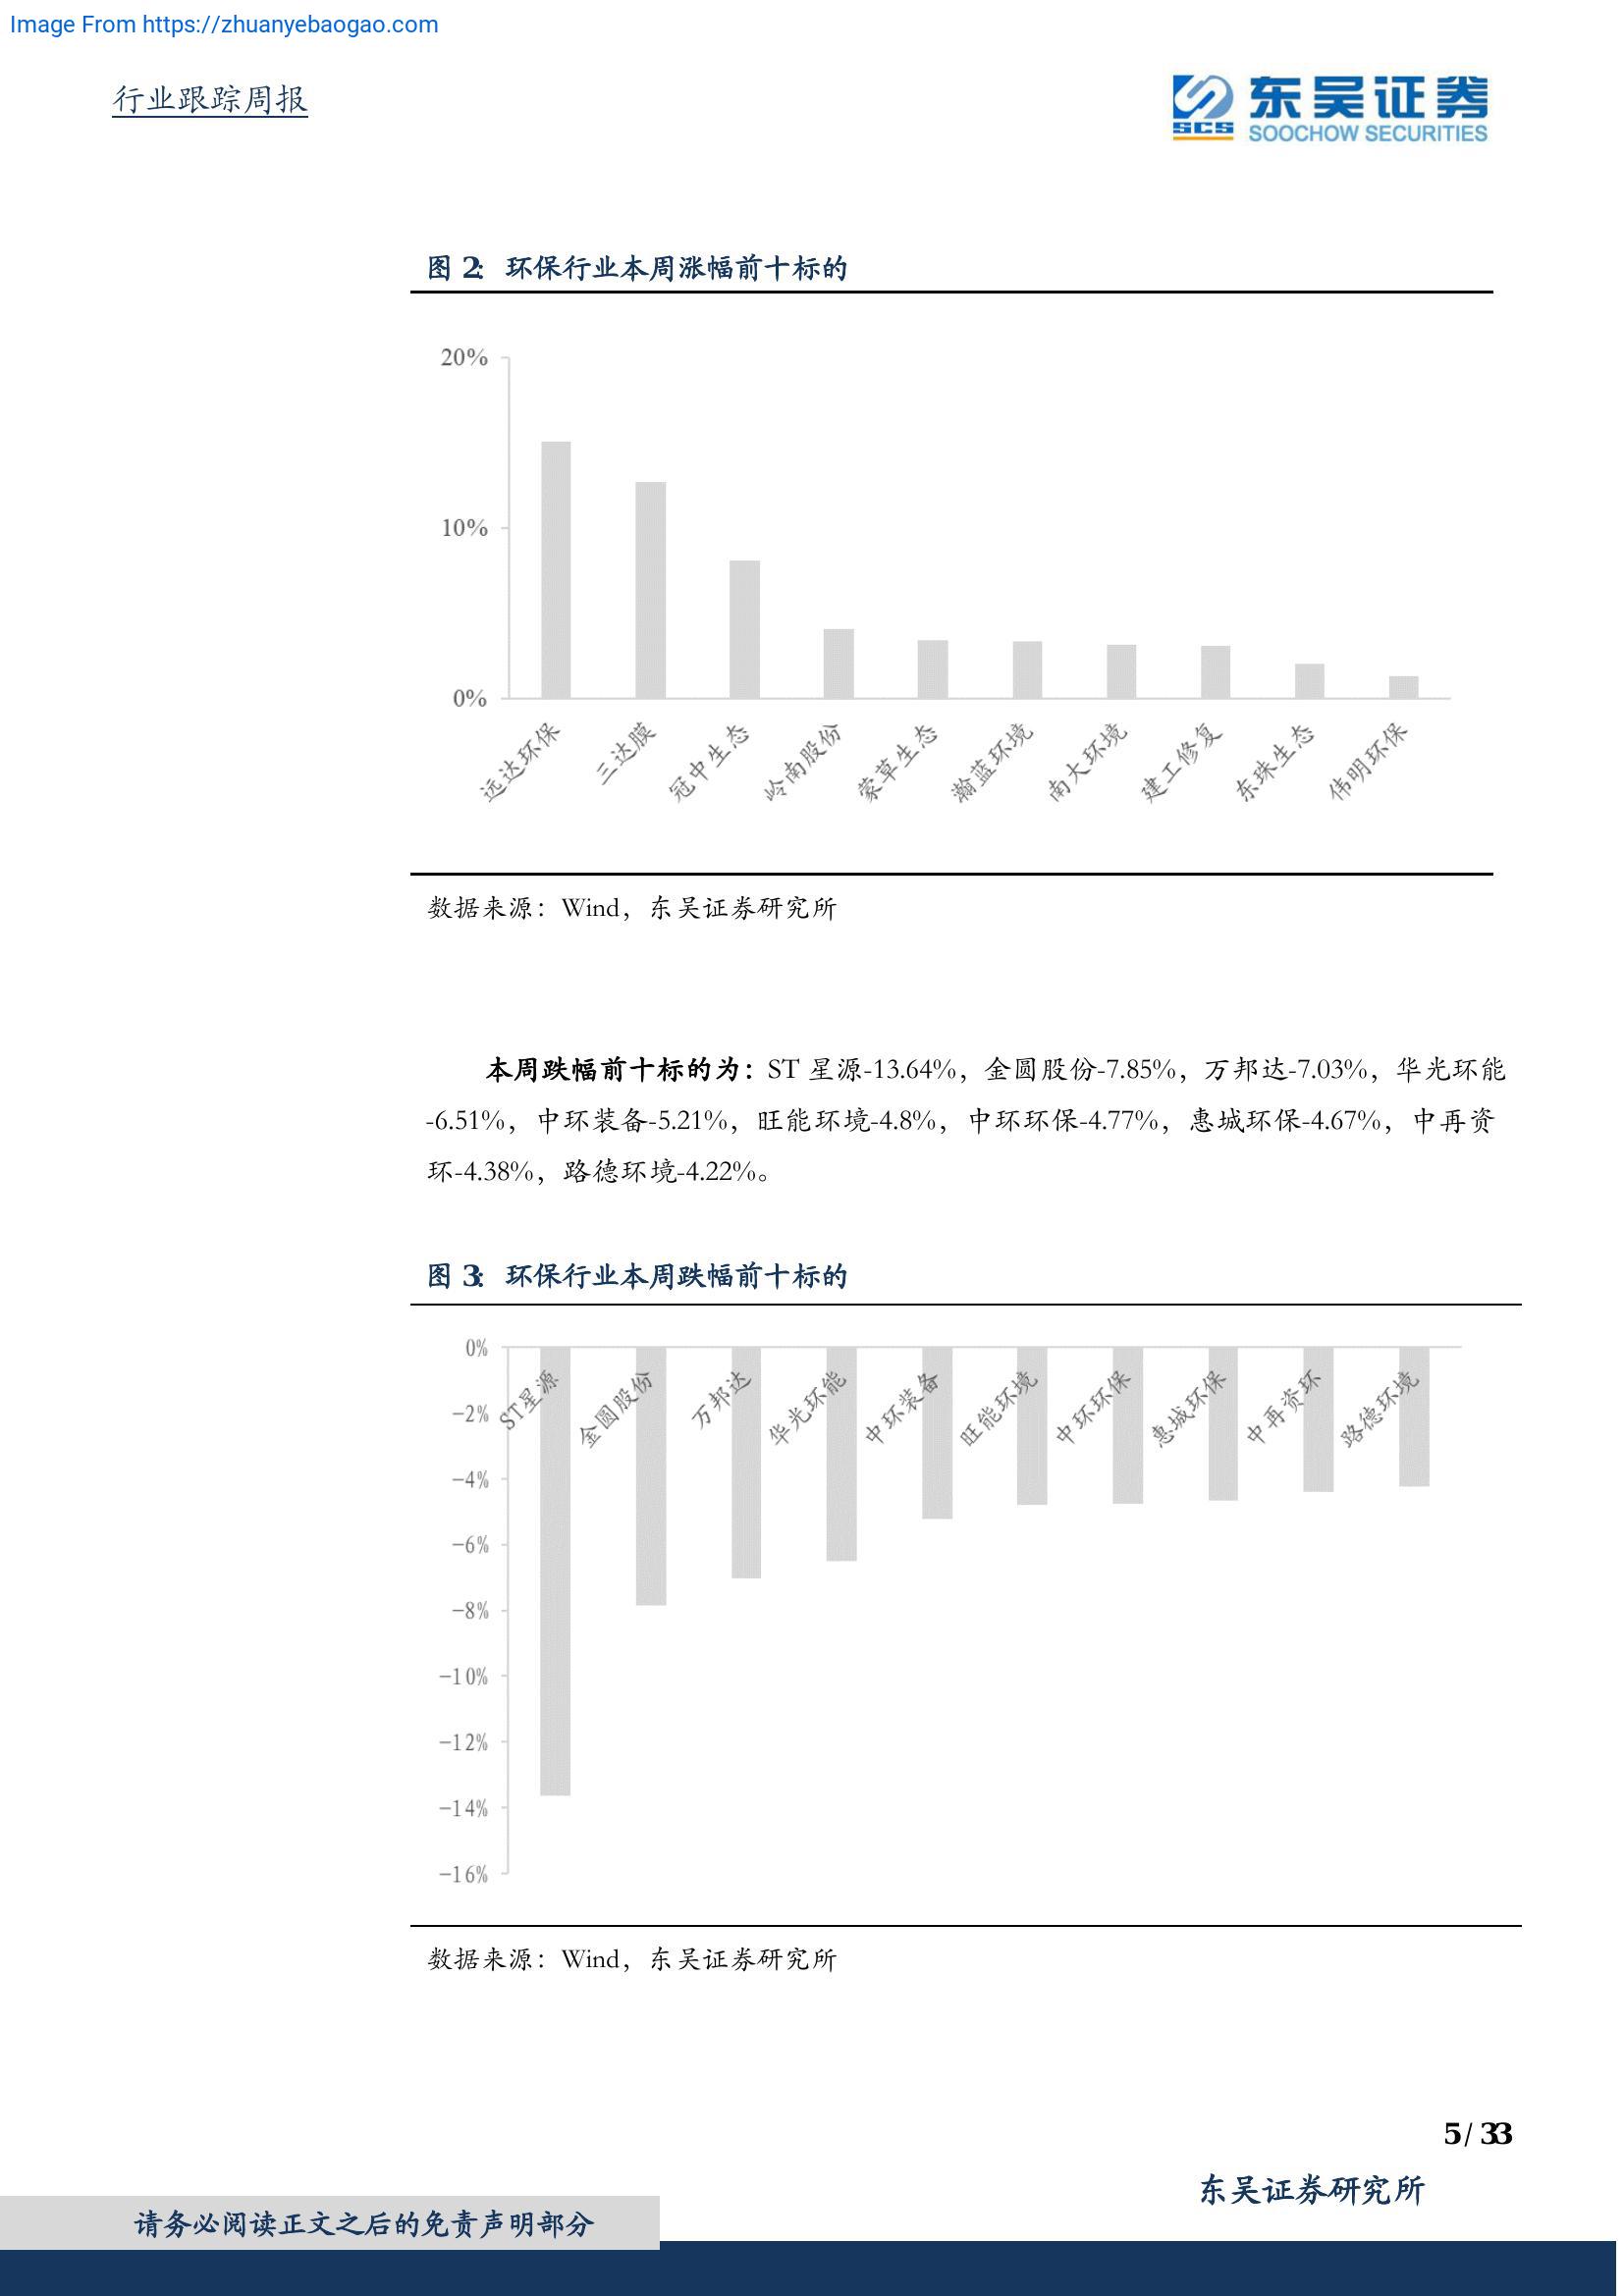 Image From https://zhuanyebaogao.com
行业跟踪周报
SCS 东吴证券
SOOCHOW SECURITIES
图 2： 环保行业本周涨幅前十标的
20%
10%
0%
远达环保 三达膜 冠中生态 岭南股份 蒙草生态 瀚蓝环境 南大环境 建工修复 东珠生态 伟明环保
数据来源：Wind，东吴证券研究所
本周跌幅前十标的为：ST 星源-13.64%，金圆股份-7.85%，万邦达-7.03%，华光环能
-6.51%，中环装备-5.21%，旺能环境-4.8%，中环环保-4.77%，惠城环保-4.67%，中再资
环-4.38%，路德环境-4.22%。
图 3： 环保行业本周跌幅前十标的
0%
ST星源 金圆股份 万邦达 华光环能 中环装备 旺能环境 中环环保 惠城环保 中再资环 路德环境
-2%
-4%
-6%
-8%
-10%
-12%
-14%
-16%
数据来源：Wind，东吴证券研究所
5 / 33
东吴证券研究所
请务必阅读正文之后的免责声明部分